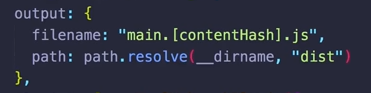 output: {
filename: "main.[contentHash].js",
path: path.resolve(__dirname, "dist")
},